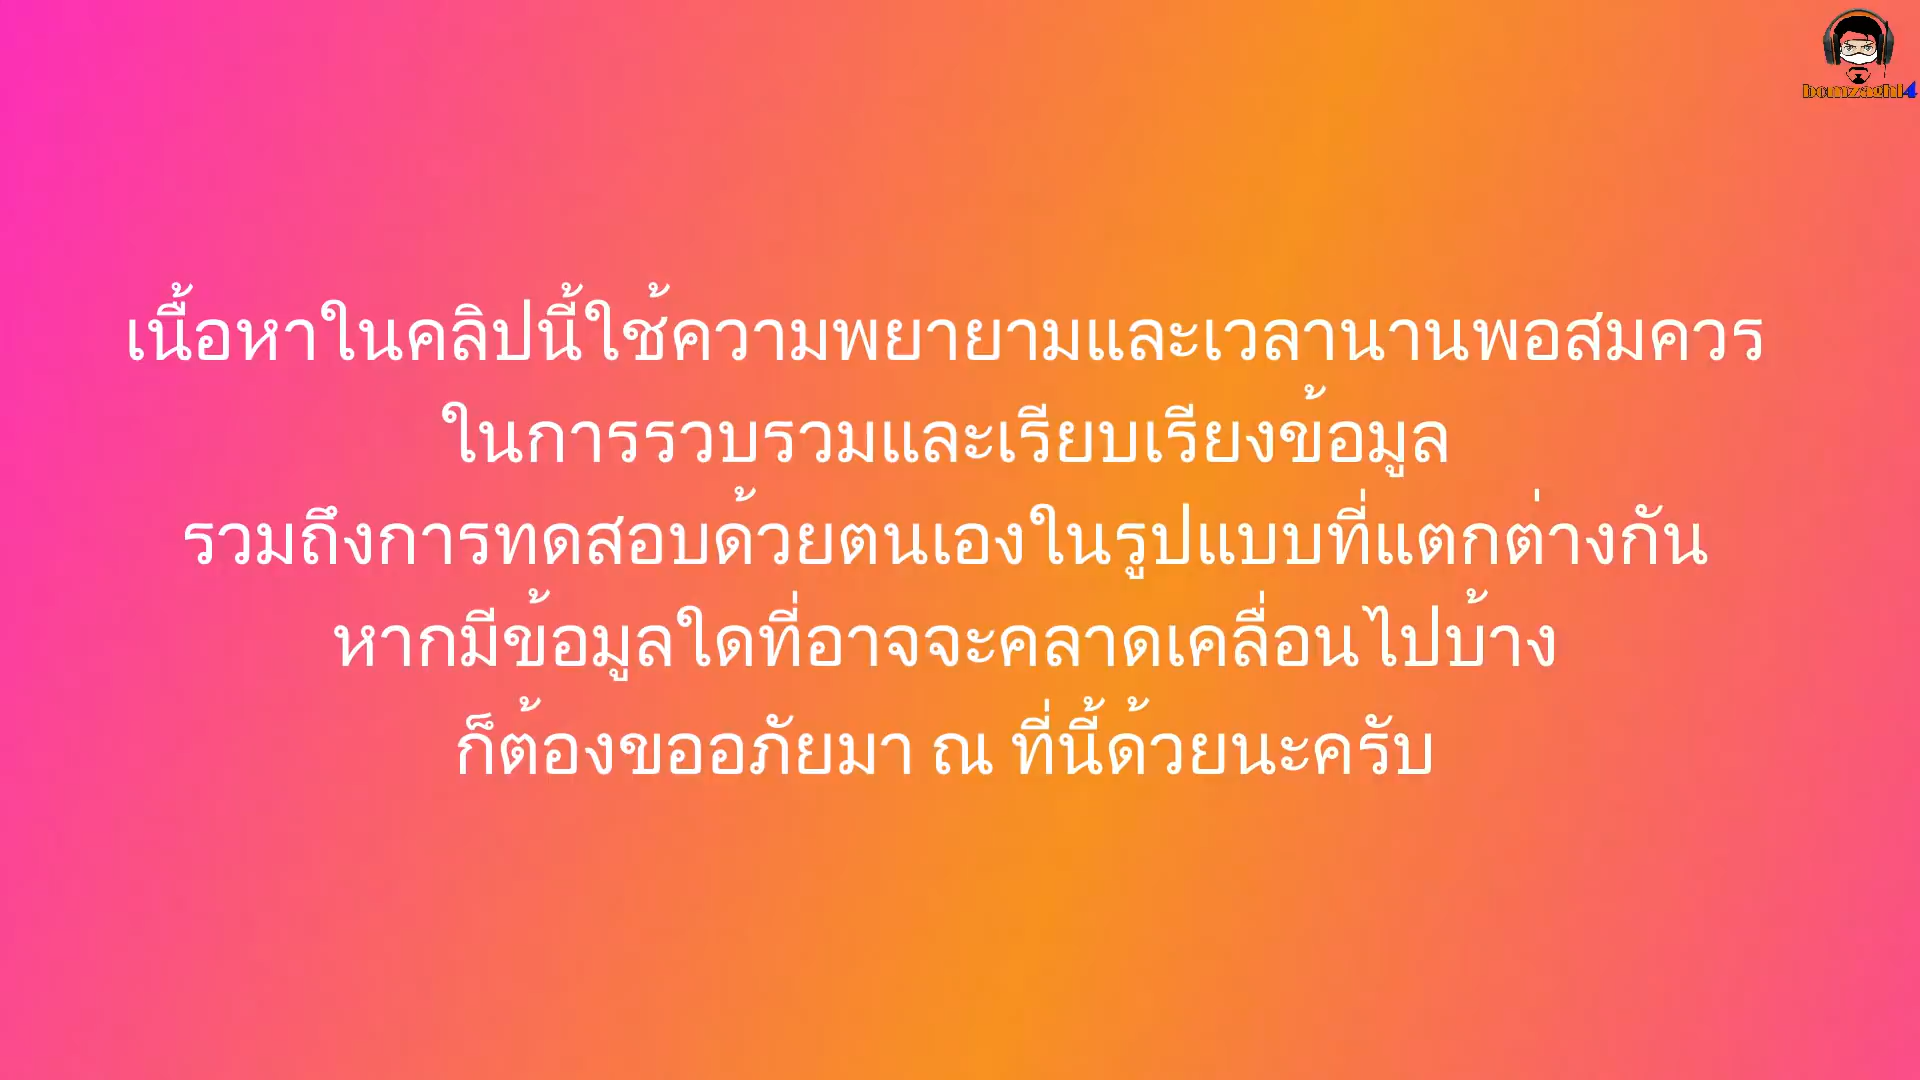 เนื้อหาในคลิปนี้ใช้ความพยายามและเวลานานพอสมควร
ในการรวบรวมและเรียบเรียงข้อมูล
รวมถึงการทดสอบด้วยตนเองในรูปแบบที่แตกต่างกัน
หากมีข้อมูลใดที่อาจจะคลาดเคลื่อนไปบ้าง
ก็ต้องขออภัยมา ณ ที่นี้ด้วยนะครับ